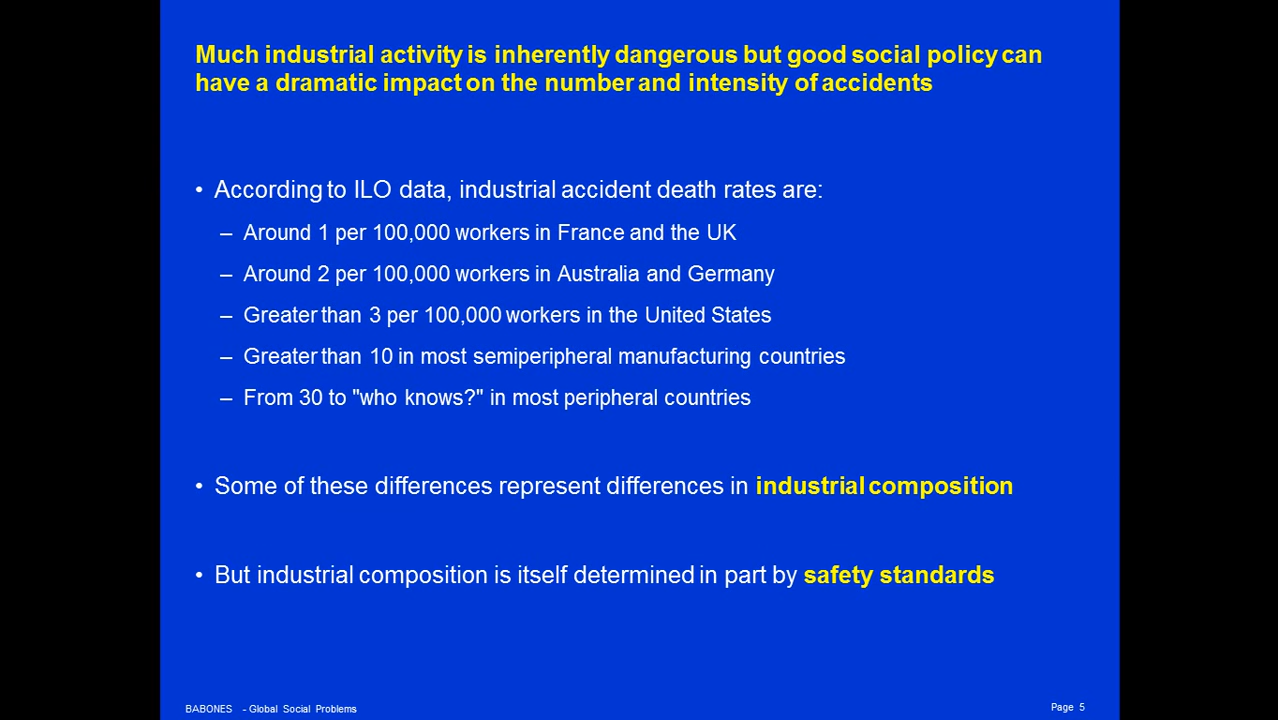 Much industrial activity is inherently dangerous but good social policy can
have a dramatic impact on the number and intensity of accidents
• According to ILO data, industrial accident death rates are:
– Around 1 per 100,000 workers in France and the UK
– Around 2 per 100,000 workers in Australia and Germany
– Greater than 3 per 100,000 workers in the United States
– Greater than 10 in most semiperipheral manufacturing countries
– From 30 to "who knows?" in most peripheral countries
• Some of these differences represent differences in industrial composition
• But industrial composition is itself determined in part by safety standards
BABONES - Global Social Problems
Page 5